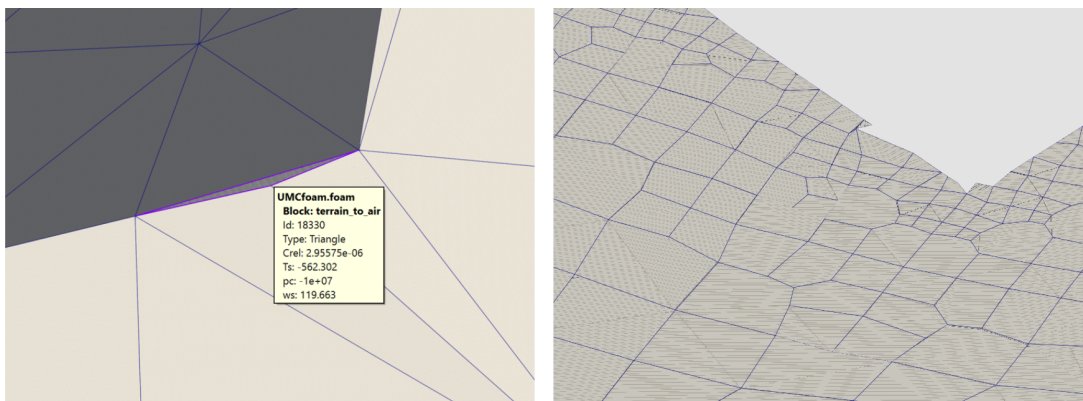 UMCfoam.foam
Block: terrain_to_air
Id: 18330
Type: Triangle
Crel: 2.95575e-06
Ts: -562.302
pc: -1e+07
ws: 119.663